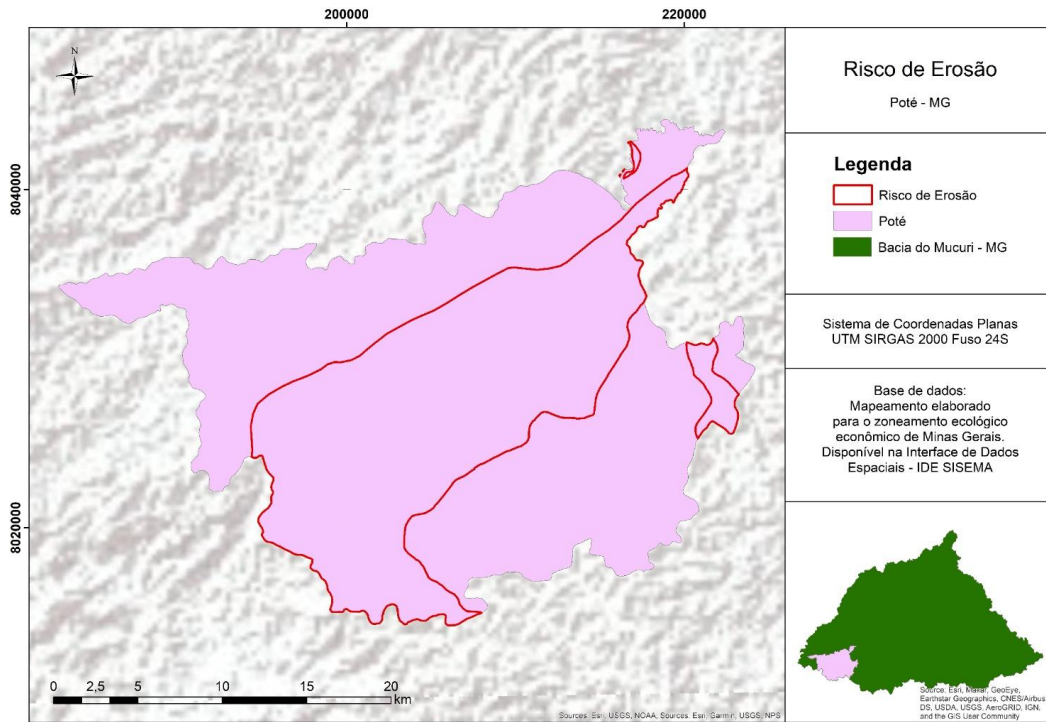 200000
220000
N
8040000
8020000
0 2,5 5 10 15 20
km
Sources: Esri, USGS, NOAA, Sources: Esri, Garmin, USGS, NPS
Risco de Erosão
Poté - MG
Legenda
Risco de Erosão
Poté
Bacia do Mucuri - MG
Sistema de Coordenadas Planas
UTM SIRGAS 2000 Fuso 24S
Base de dados:
Mapeamento elaborado
para o zoneamento ecológico
econômico de Minas Gerais.
Disponível na Interface de Dados
Espaciais - IDE SISEMA
Source: Esri, Maxar, GeoEye,
Earthstar Geographics, CNES/Airbus
DS, USDA, USGS, AeroGRID, IGN,
and the GIS User Community